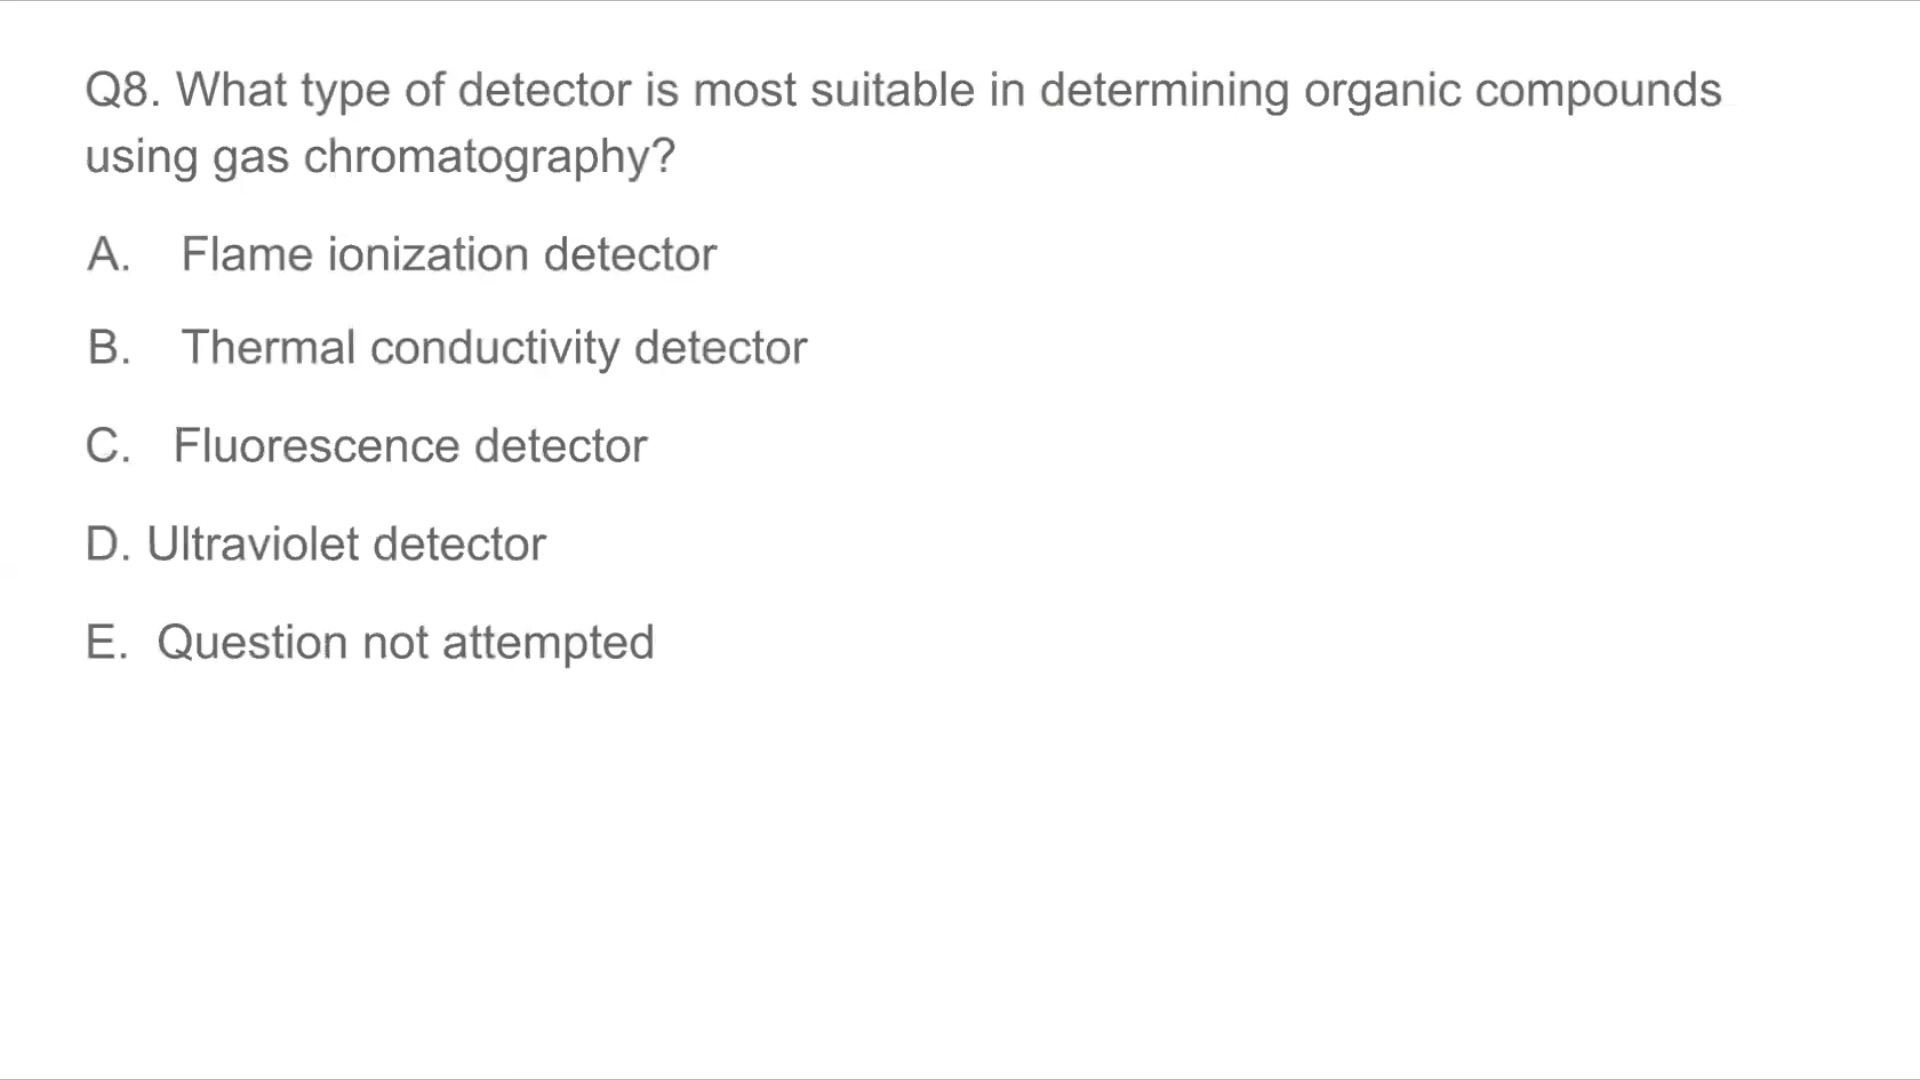 Q8. What type of detector is most suitable in determining organic compounds
using gas chromatography?
A. Flame ionization detector
B. Thermal conductivity detector
C. Fluorescence detector
D. Ultraviolet detector
E. Question not attempted